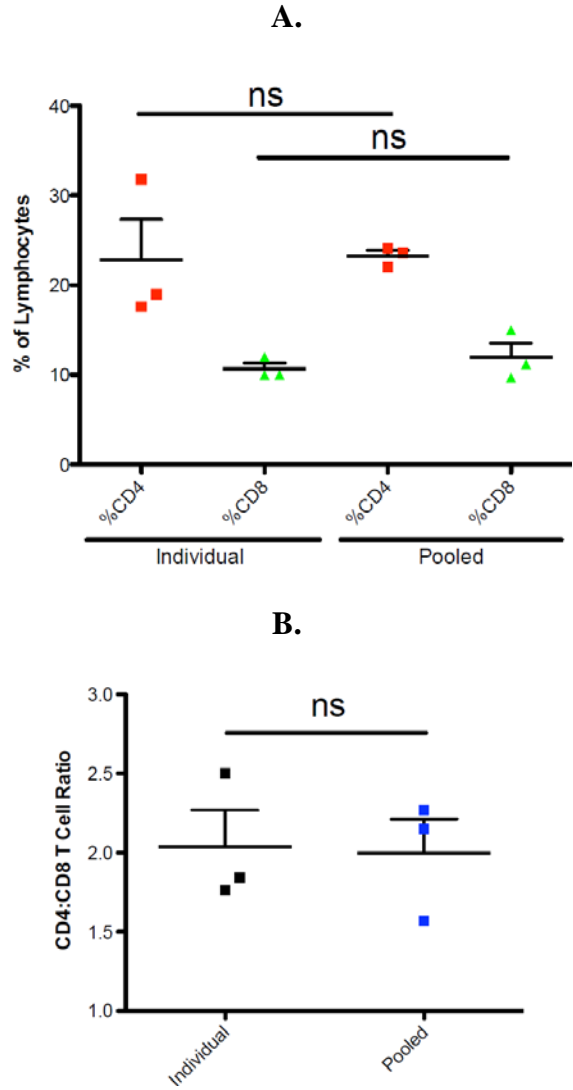 A.
ns
ns
40
30
20
10
0
% of Lymphocytes
%CD4
%CD8
%CD4
%CD8
Individual
Pooled
B.
ns
3.0
2.5
2.0
1.5
1.0
CD4:CD8 T Cell Ratio
Individual
Pooled